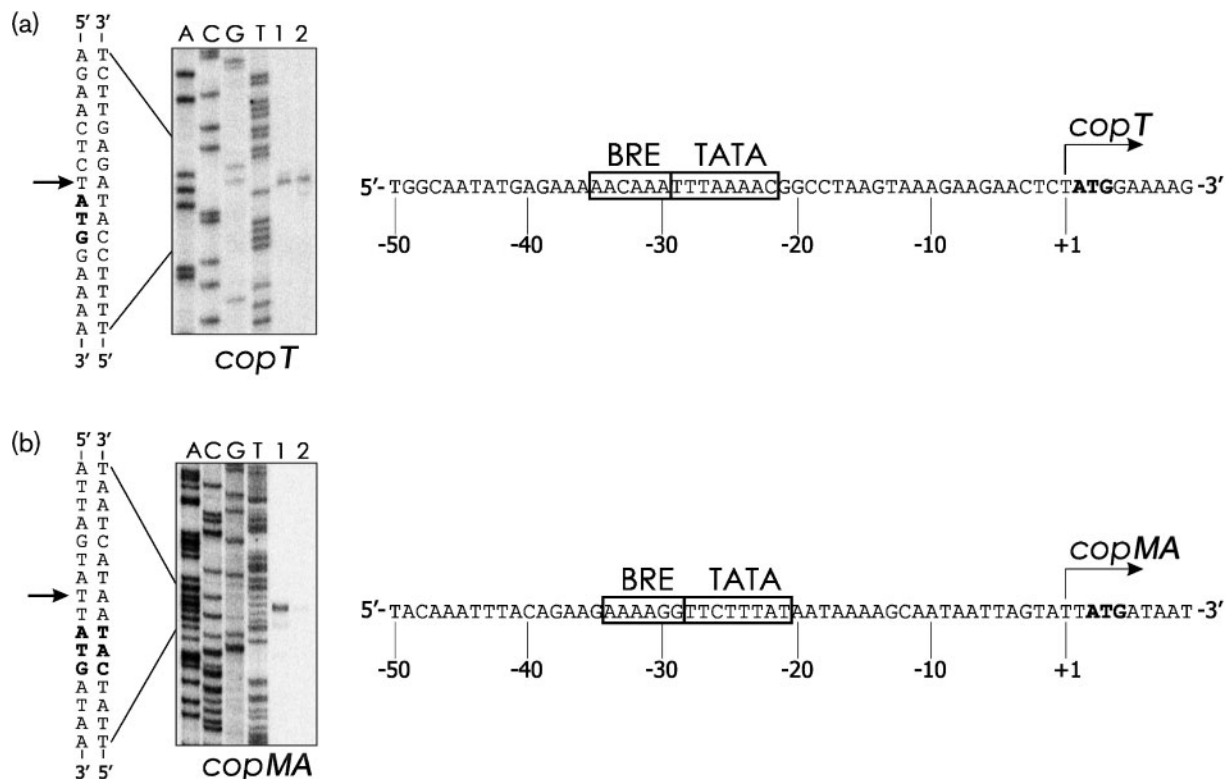 (a)
5′ 3′
A T
G C
A T
A T
C G
T A
C G
T A
A T
T A
G C
G C
A T
A T
A T
A T
3′ 5′
A C G T 1 2
copT
copT
BRE TATA
5′-TGGCAATATGAGAAAAACAAATTTAAAACGGCCTAAGTAAAGAAGAACTCTATGGAAAAG-3′
-50 -40 -30 -20 -10 +1
(b)
5′ 3′
A T
T A
T A
A T
G C
T A
A T
T A
T A
A T
T A
G C
A T
T A
A T
A T
3′ 5′
A C G T 1 2
copMA
copMA
BRE TATA
5′-TACAAATTTACAGAAGAAAAGGTTCTTTATAATAAAAGCAATAATTAGTATTATGATAAT-3′
-50 -40 -30 -20 -10 +1